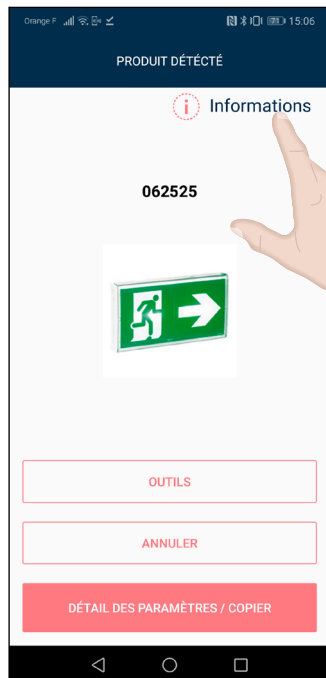 Orange F 15:06
PRODUIT DÉTÉCTÉ
i Informations
062525
OUTILS
ANNULER
DÉTAIL DES PARAMÈTRES / COPIER